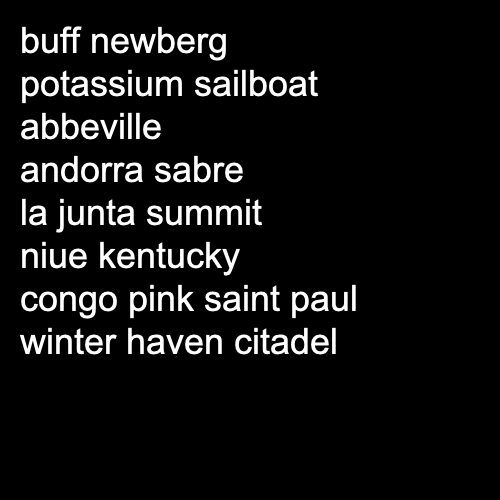 buff newberg
potassium sailboat
abbeville
andorra sabre
la junta summit
niue kentucky
congo pink saint paul
winter haven citadel